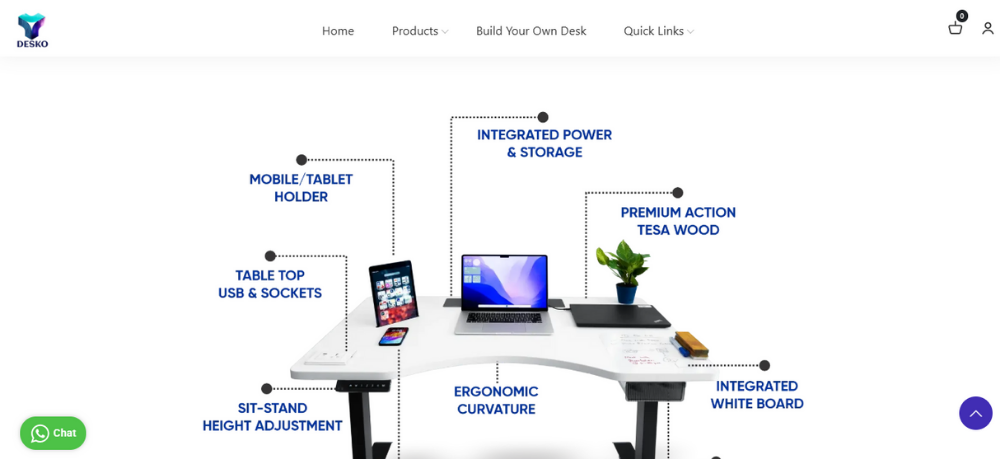 DESKO
Home
Products
Build Your Own Desk
Quick Links
0
INTEGRATED POWER
& STORAGE
MOBILE/TABLET
HOLDER
PREMIUM ACTION
TESA WOOD
TABLE TOP
USB & SOCKETS
ERGONOMIC
CURVATURE
INTEGRATED
WHITE BOARD
SIT-STAND
HEIGHT ADJUSTMENT
Chat